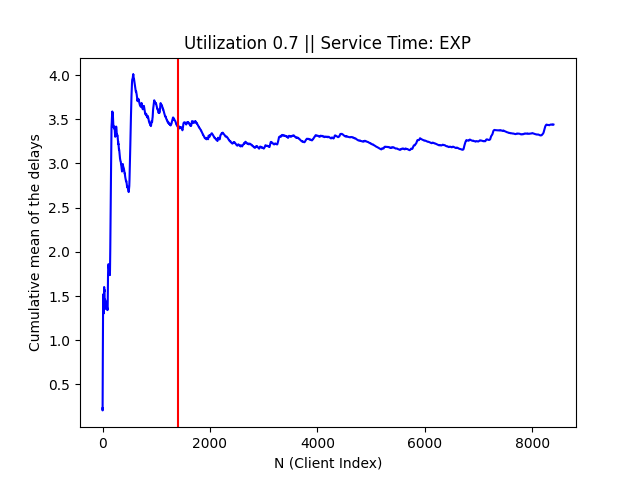 Utilization 0.7 || Service Time: EXP
Cumulative mean of the delays
4.0
3.5
3.0
2.5
2.0
1.5
1.0
0.5
0 2000 4000 6000 8000
N (Client Index)